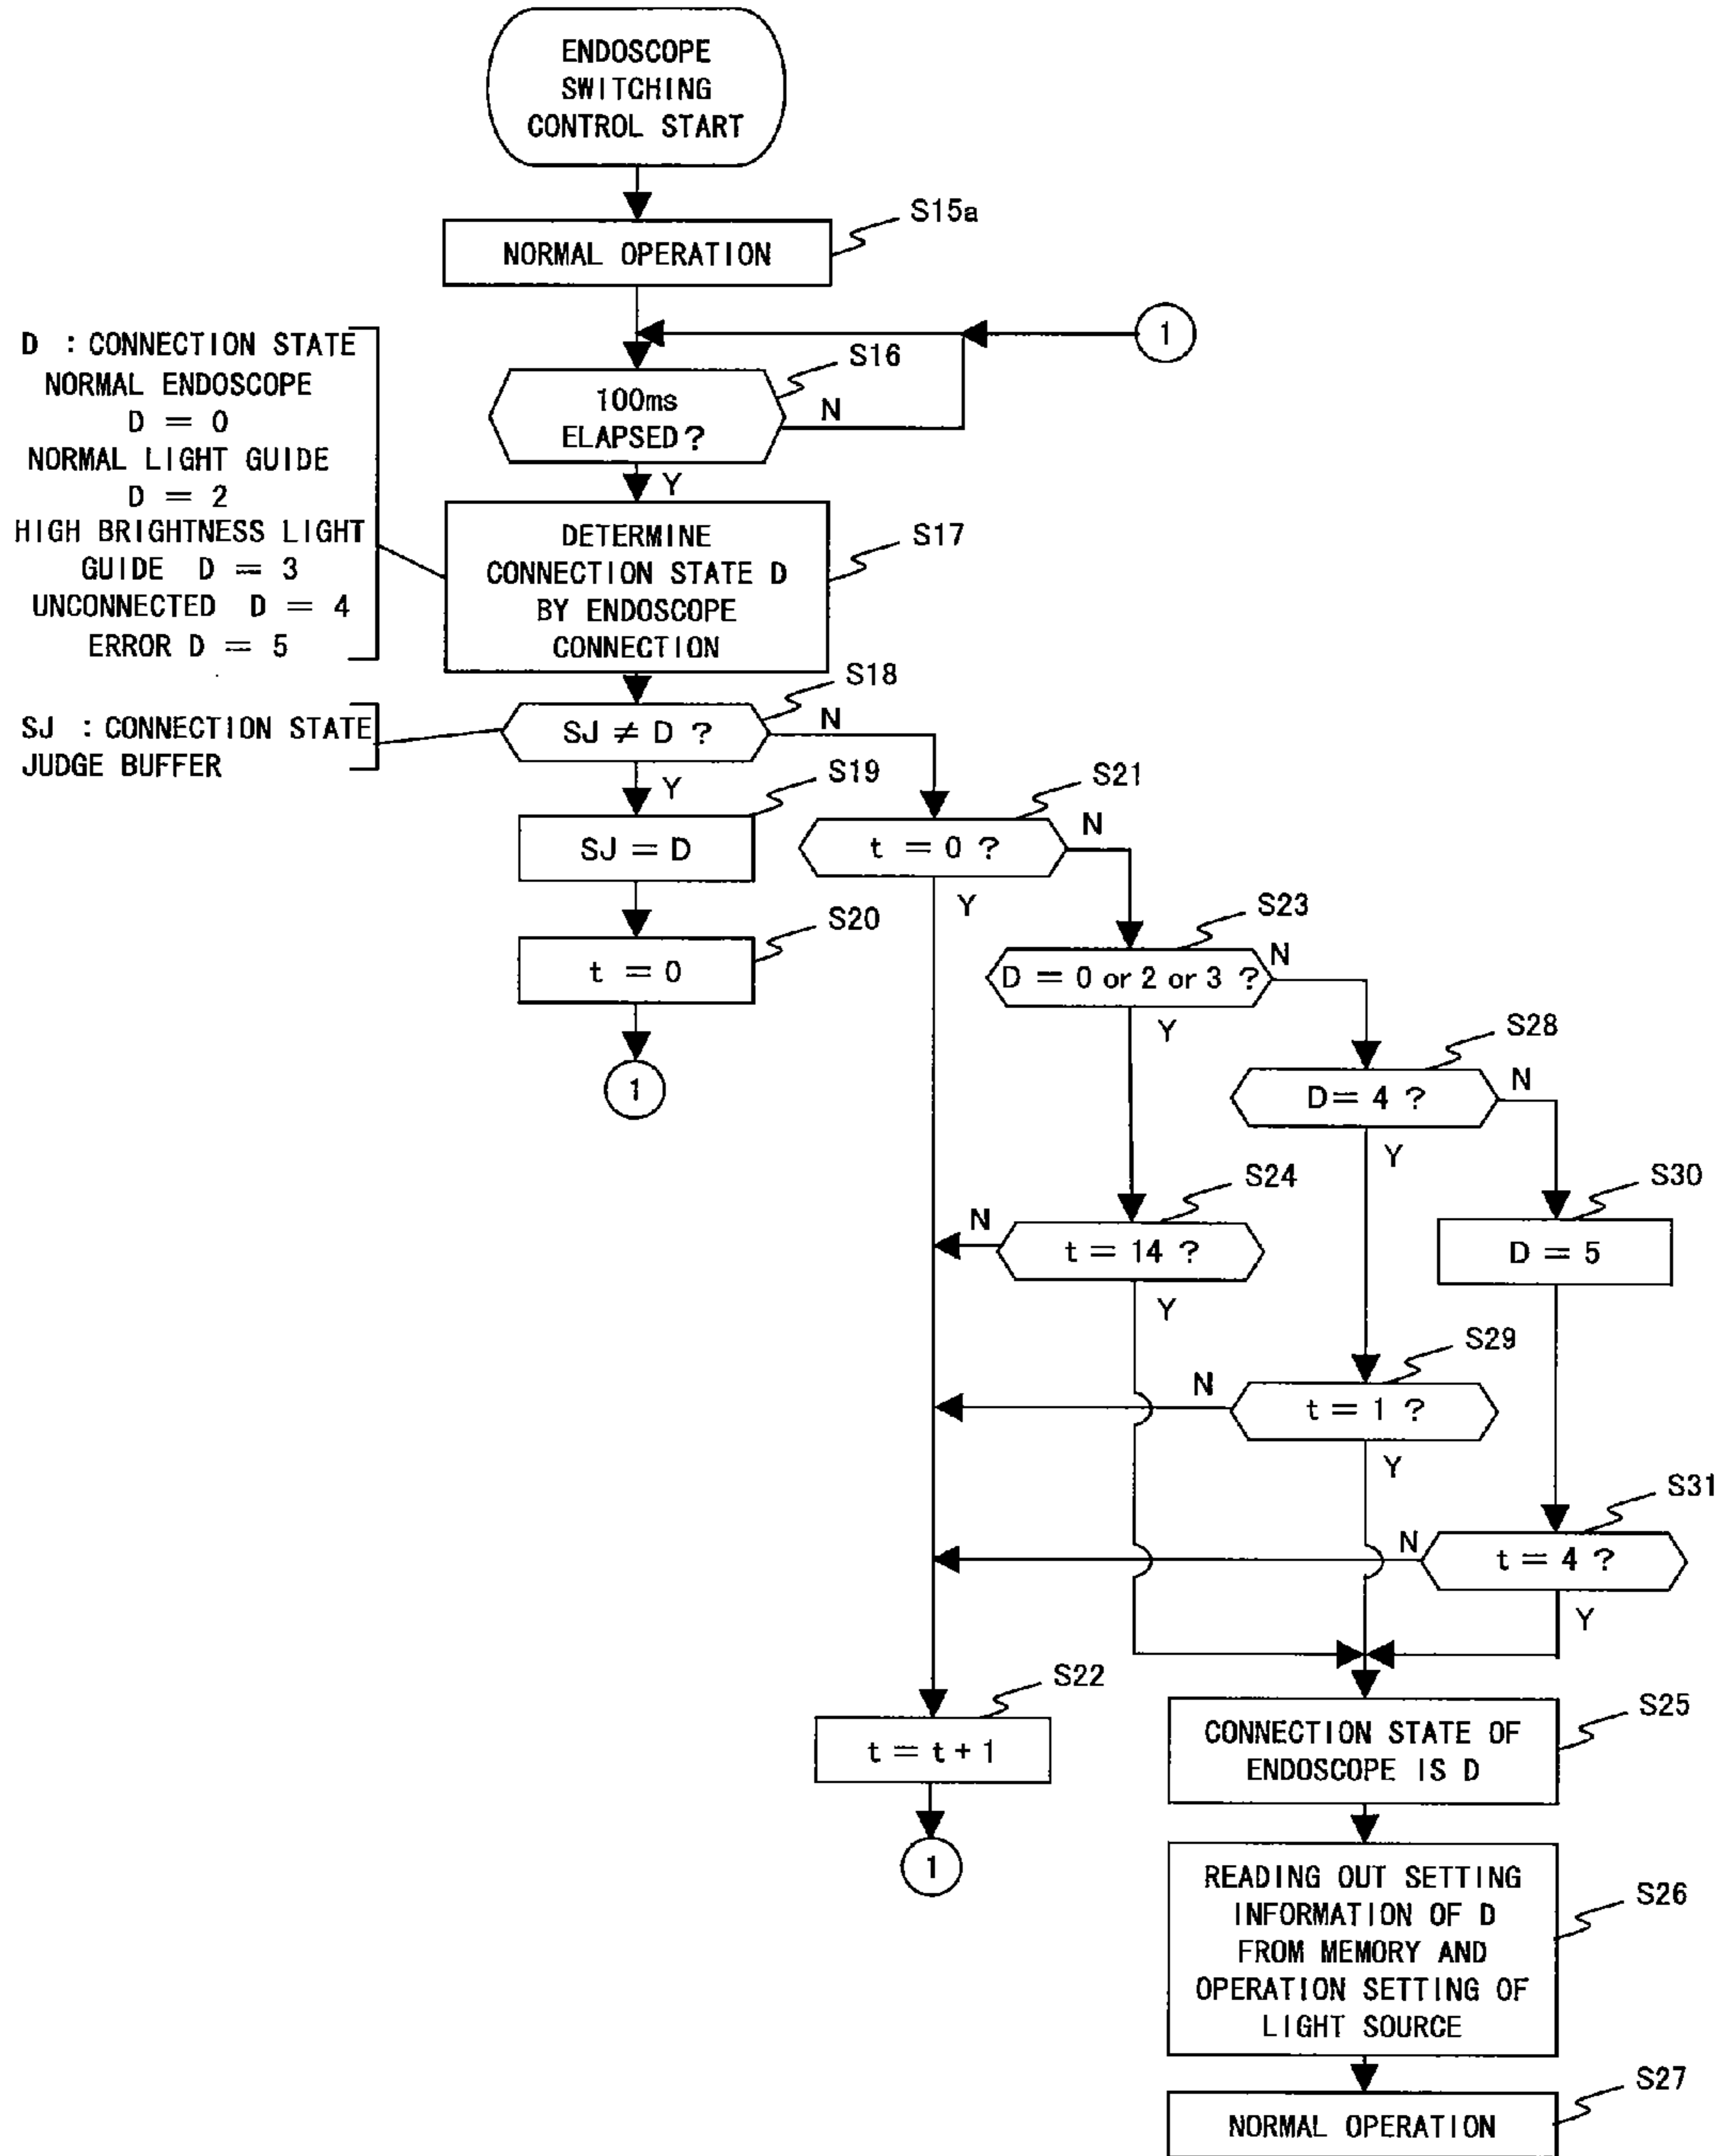 ENDOSCOPE
SWITCHING
CONTROL START
S15a
NORMAL OPERATION
1
D : CONNECTION STATE
NORMAL ENDOSCOPE
D = 0
NORMAL LIGHT GUIDE
D = 2
HIGH BRIGHTNESS LIGHT
GUIDE D = 3
UNCONNECTED D = 4
ERROR D = 5
S16
100ms
ELAPSED?
N
Y
S17
DETERMINE
CONNECTION STATE D
BY ENDOSCOPE
CONNECTION
S18
SJ : CONNECTION STATE
JUDGE BUFFER
SJ ≠ D ?
N
Y
S19
SJ = D
S20
t = 0
1
S21
t = 0 ?
N
Y
S23
D = 0 or 2 or 3 ?
N
Y
S28
D= 4 ?
N
Y
S24
t = 14 ?
N
Y
S30
D = 5
S29
t = 1 ?
N
Y
S31
t = 4 ?
N
Y
S22
t = t + 1
1
S25
CONNECTION STATE OF
ENDOSCOPE IS D
S26
READING OUT SETTING
INFORMATION OF D
FROM MEMORY AND
OPERATION SETTING OF
LIGHT SOURCE
S27
NORMAL OPERATION